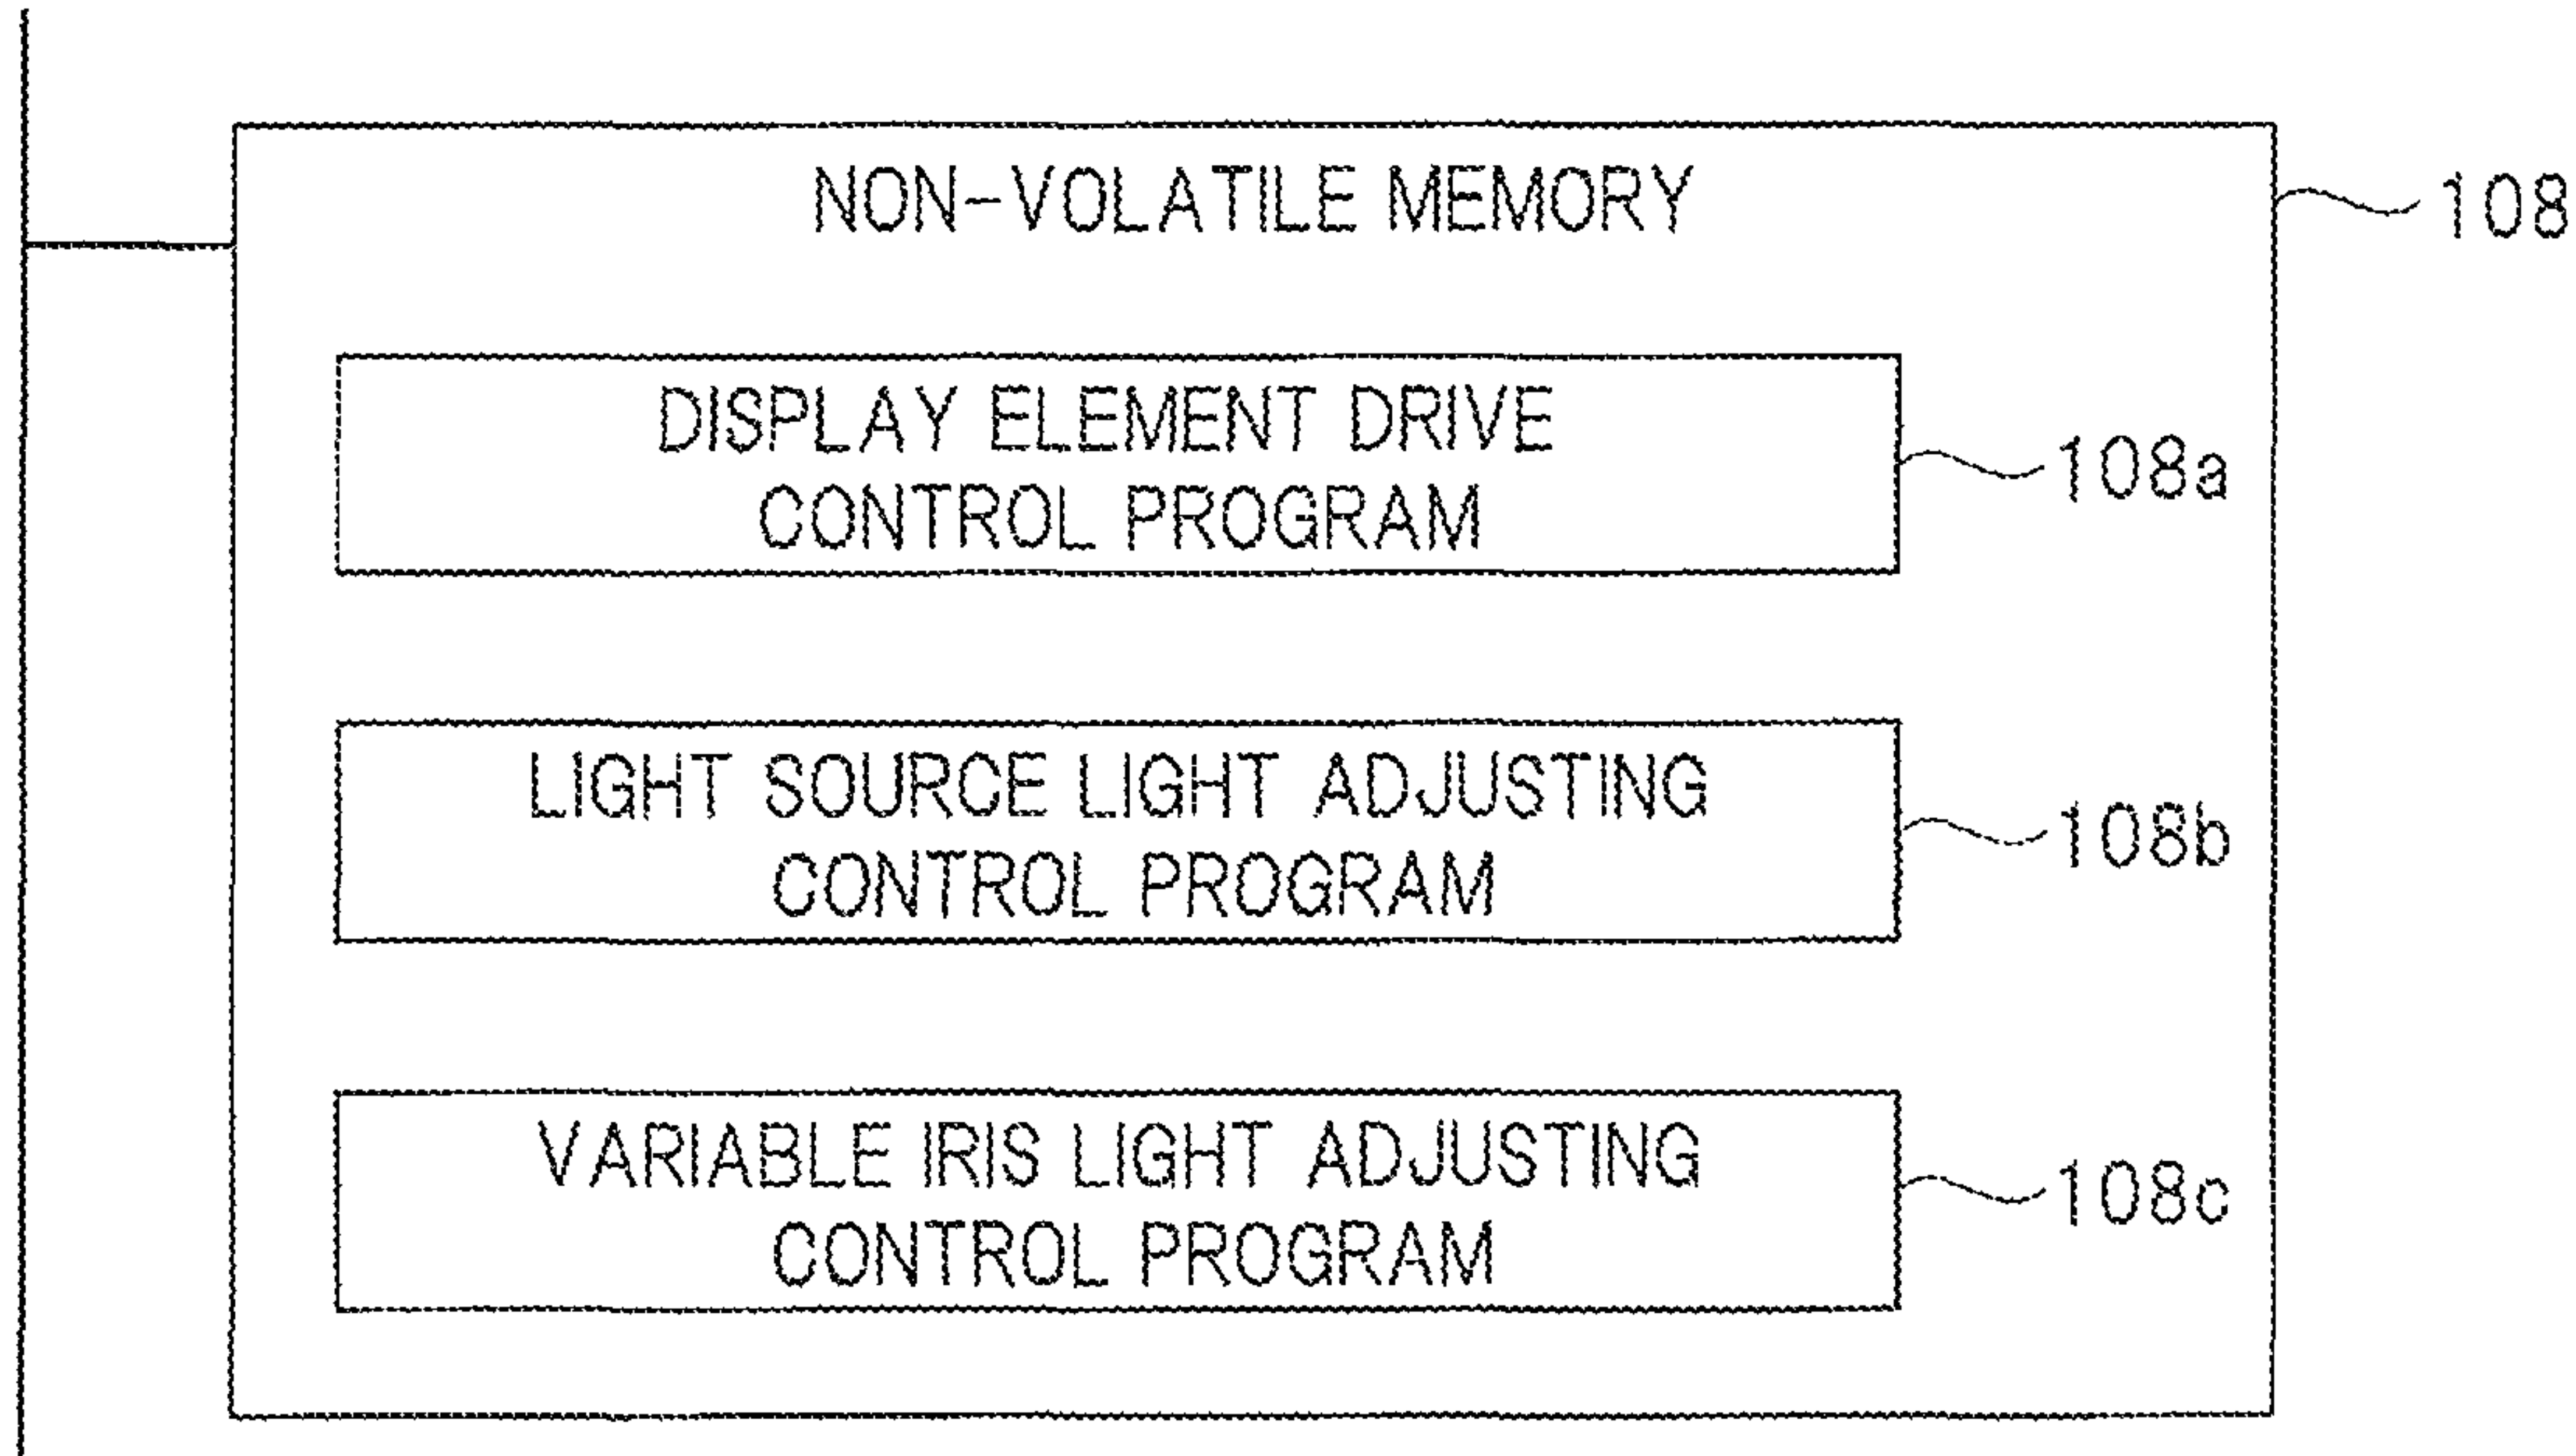 NON-VOLATILE MEMORY
108
DISPLAY ELEMENT DRIVE
CONTROL PROGRAM
108a
LIGHT SOURCE LIGHT ADJUSTING
CONTROL PROGRAM
108b
VARIABLE IRIS LIGHT ADJUSTING
CONTROL PROGRAM
108c